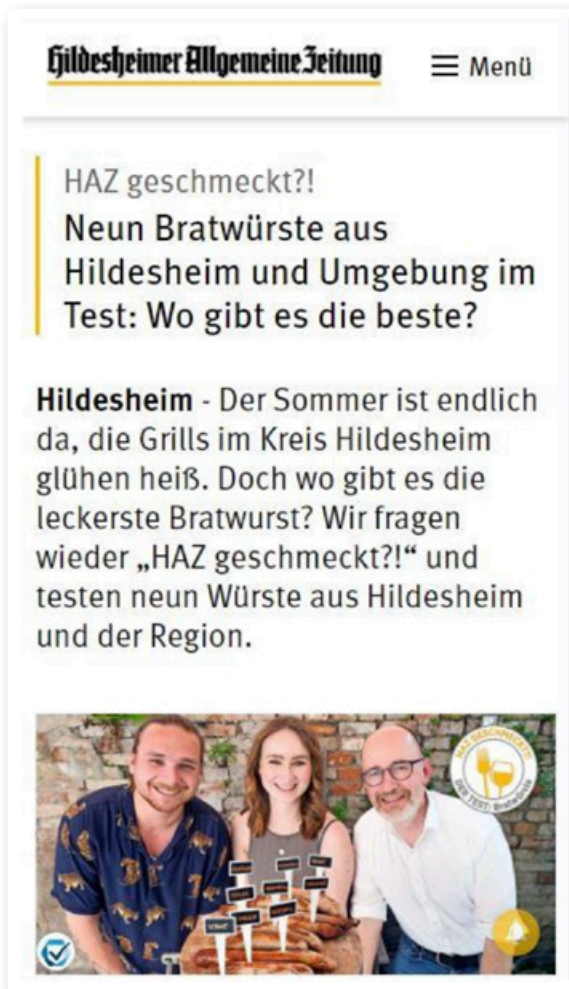 Hildesheimer Allgemeine Zeitung
Menü
HAZ geschmeckt?!
Neun Bratwürste aus
Hildesheim und Umgebung im
Test: Wo gibt es die beste?
Hildesheim - Der Sommer ist endlich
da, die Grills im Kreis Hildesheim
glühen heiß. Doch wo gibt es die
leckerste Bratwurst? Wir fragen
wieder „HAZ geschmeckt?!“ und
testen neun Würste aus Hildesheim
und der Region.
HAZ GESCHMECKT?!
DER TEST: Bratwürste